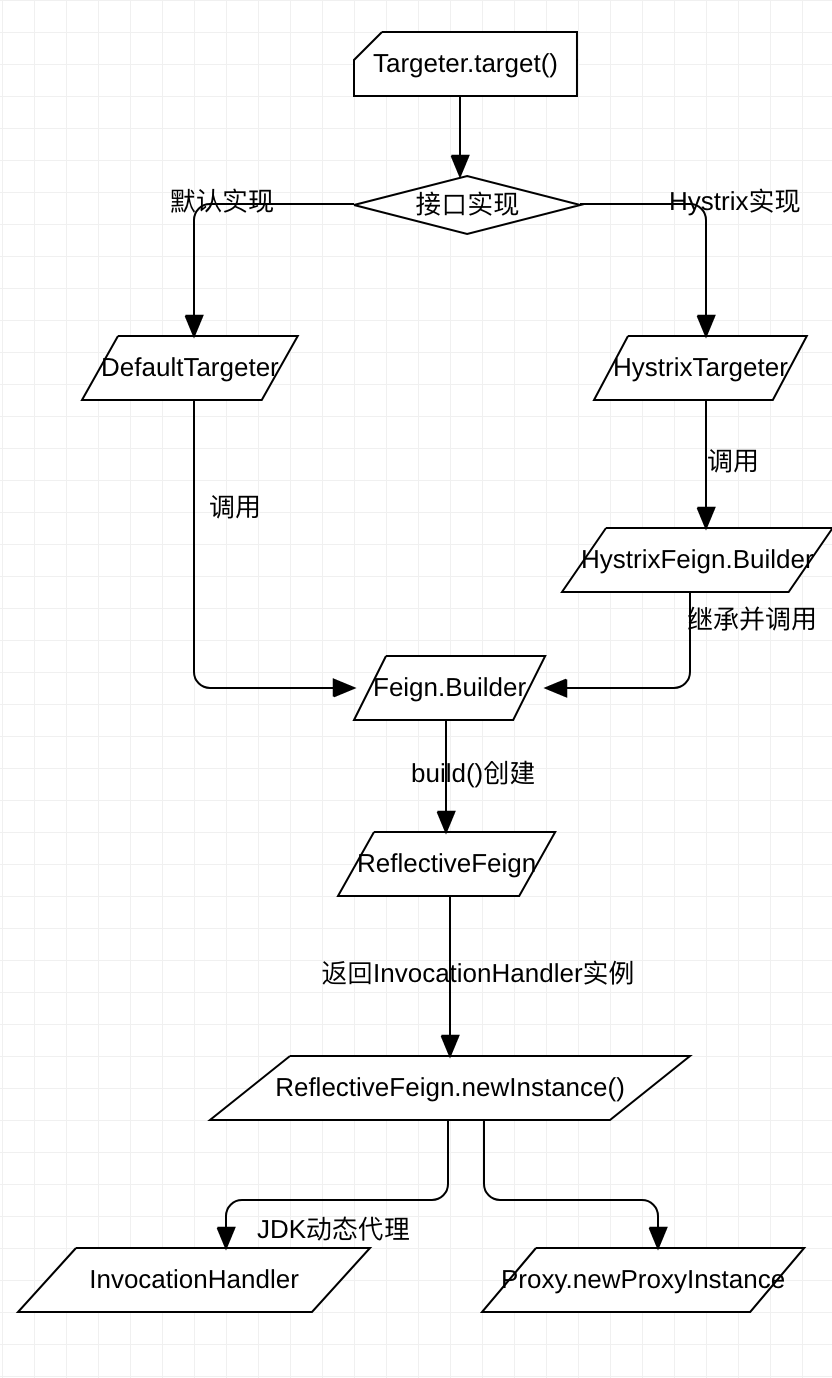 Targeter.target()
接口实现
默认实现
Hystrix实现
DefaultTargeter
HystrixTargeter
调用
调用
HystrixFeign.Builder
继承并调用
Feign.Builder
build()创建
ReflectiveFeign
返回InvocationHandler实例
ReflectiveFeign.newInstance()
JDK动态代理
InvocationHandler
Proxy.newProxyInstance